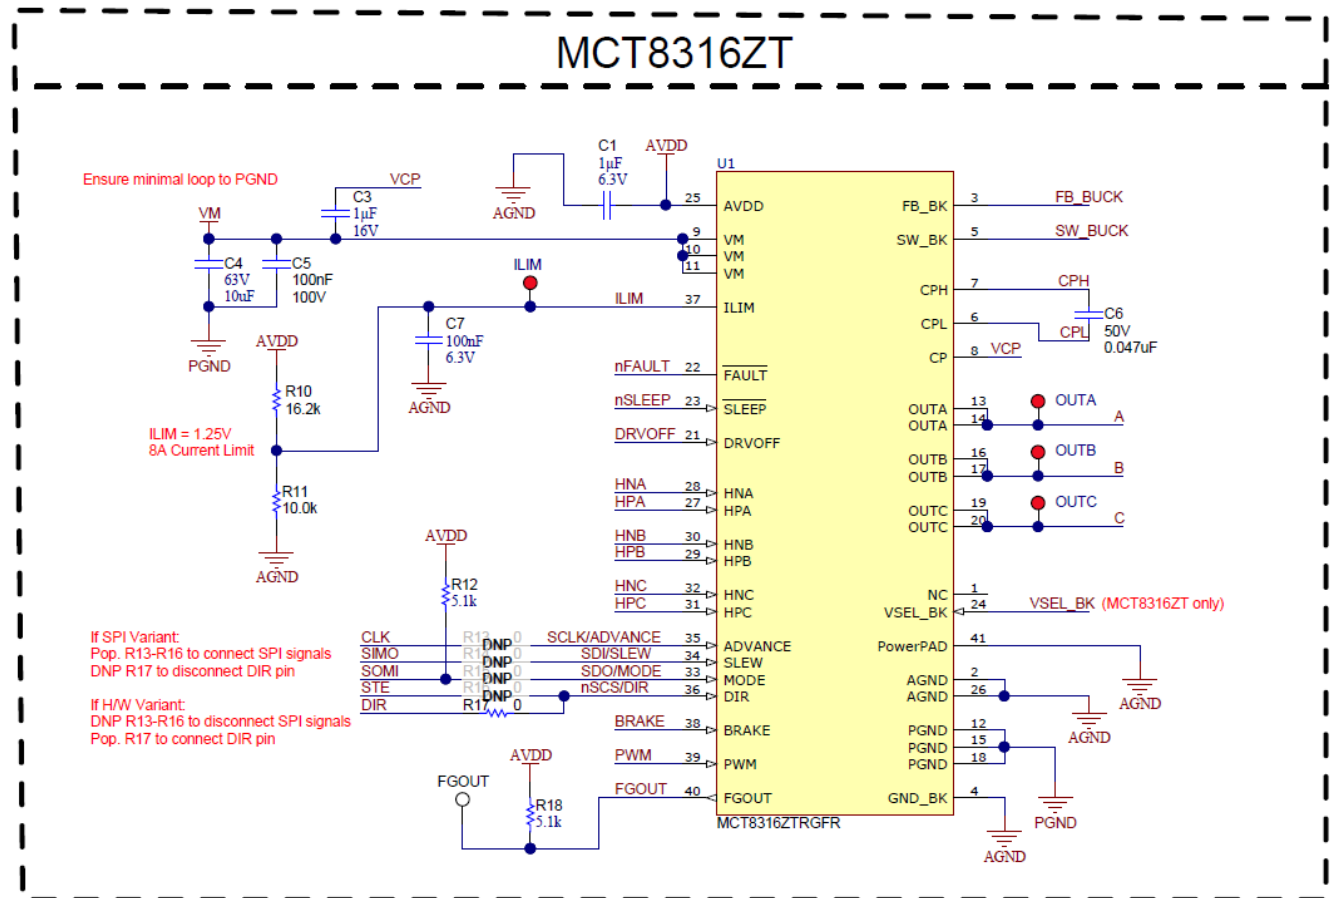 MCT8316ZT
Ensure minimal loop to PGND
VCP
C3
1µF
16V
VM
C4
63V
10uF
C5
100nF
100V
PGND
C1
1µF
6.3V
AVDD
AGND
ILIM
ILIM
C7
100nF
6.3V
AGND
AVDD
R10
16.2k
ILIM = 1.25V
8A Current Limit
R11
10.0k
AGND
nFAULT
nSLEEP
DRVOFF
HNA
HPA
HNB
HPB
HNC
HPC
AVDD
R12
5.1k
If SPI Variant:
Pop. R13-R16 to connect SPI signals
DNP R17 to disconnect DIR pin
If H/W Variant:
DNP R13-R16 to disconnect SPI signals
Pop. R17 to connect DIR pin
CLK DNP 0 SCLK/ADVANCE
SIMO DNP SDI/SLEW
SOMI DNP SDO/MODE
STE DNP nSCS/DIR
DIR R17 0
BRAKE
PWM
FGOUT
AVDD
FGOUT
R18
5.1k
U1
25 AVDD
9 VM
10 VM
11 VM
37 ILIM
22 FAULT
23 SLEEP
21 DRVOFF
28 HNA
27 HPA
30 HNB
29 HPB
32 HNC
31 HPC
35 ADVANCE
34 SLEW
33 MODE
36 DIR
38 BRAKE
39 PWM
40 FGOUT
MCT8316ZTRGFR
FB_BK 3 FB_BUCK
SW_BK 5 SW_BUCK
CPH 7 CPH
CPL 6 CPL
C6
50V
0.047uF
CP 8 VCP
OUTA 13 OUTA
OUTA 14 A
OUTB 16 OUTB
OUTB 17 B
OUTC 19 OUTC
OUTC 20 C
NC 1
VSEL_BK 24 VSEL_BK (MCT8316ZT only)
PowerPAD 41
AGND 2
AGND 26
AGND
AGND
PGND 12
PGND 15
PGND 18
PGND
GND_BK 4
AGND